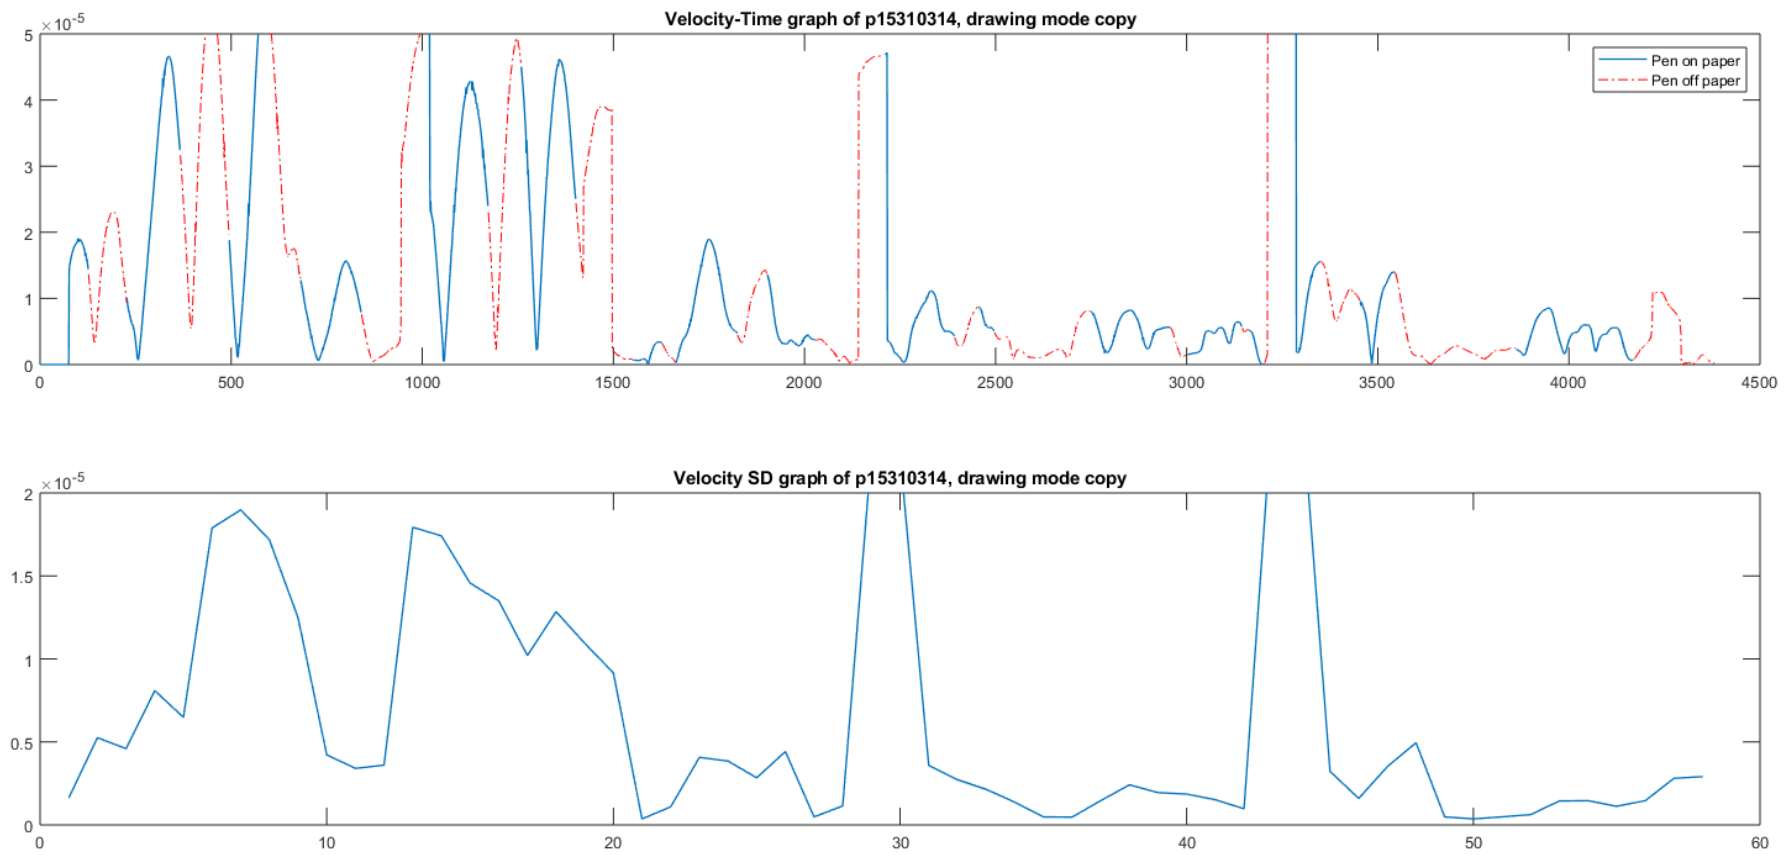 Velocity-Time graph of p15310314, drawing mode copy
×10-5
5
4
3
2
1
0
Pen on paper
Pen off paper
0 500 1000 1500 2000 2500 3000 3500 4000 4500
Velocity SD graph of p15310314, drawing mode copy
×10-5
2
1.5
1
0.5
0
0 10 20 30 40 50 60